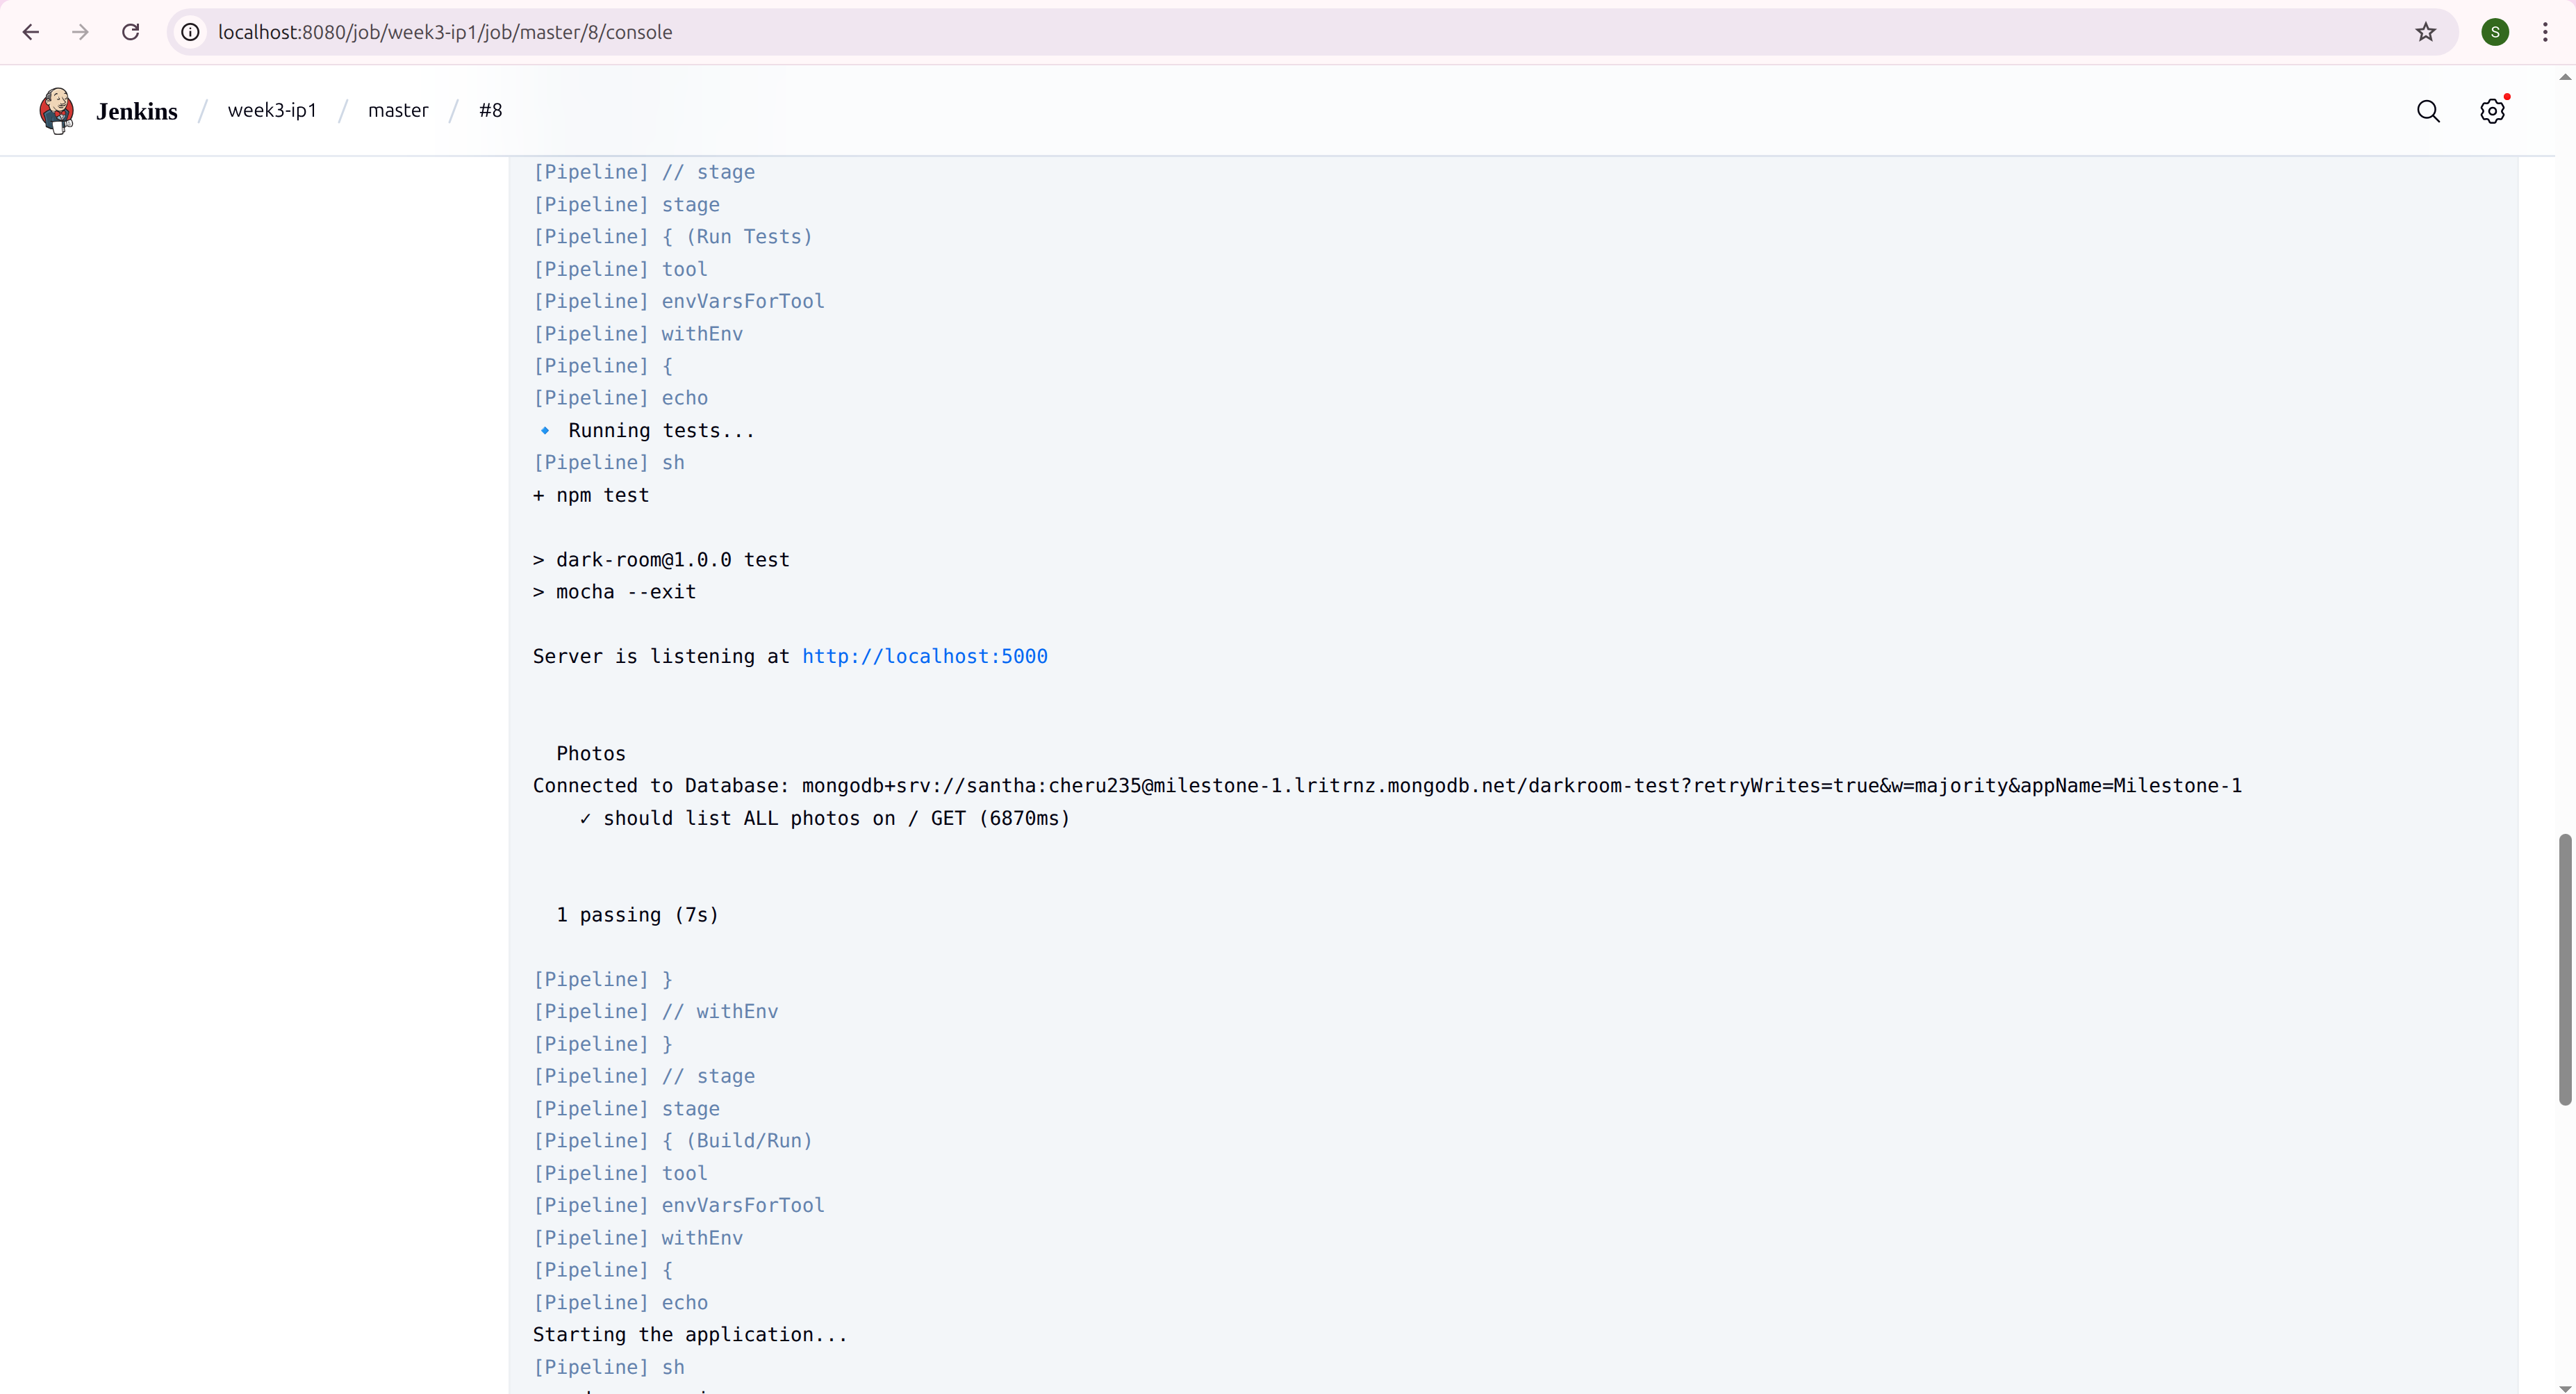 localhost:8080/job/week3-ip1/job/master/8/console
S
Jenkins / week3-ip1 / master / #8
[Pipeline] // stage
[Pipeline] stage
[Pipeline] { (Run Tests)
[Pipeline] tool
[Pipeline] envVarsForTool
[Pipeline] withEnv
[Pipeline] {
[Pipeline] echo
🔹 Running tests...
[Pipeline] sh
+ npm test
> dark-room@1.0.0 test
> mocha --exit
Server is listening at http://localhost:5000
Photos
Connected to Database: mongodb+srv://santha:cheru235@milestone-1.lritrnz.mongodb.net/darkroom-test?retryWrites=true&w=majority&appName=Milestone-1
✓ should list ALL photos on / GET (6870ms)
1 passing (7s)
[Pipeline] }
[Pipeline] // withEnv
[Pipeline] }
[Pipeline] // stage
[Pipeline] stage
[Pipeline] { (Build/Run)
[Pipeline] tool
[Pipeline] envVarsForTool
[Pipeline] withEnv
[Pipeline] {
[Pipeline] echo
Starting the application...
[Pipeline] sh